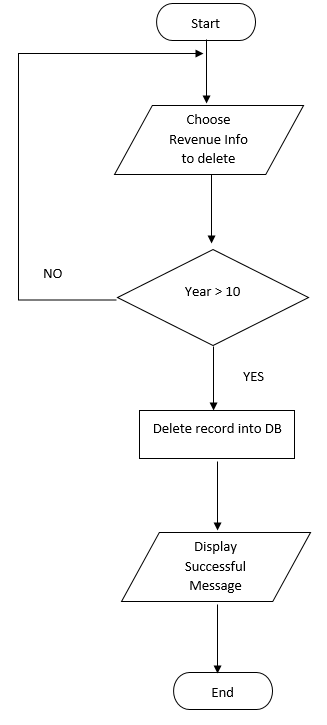 Start
Choose
Revenue Info
to delete
Year > 10
NO
YES
Delete record into DB
Display
Successful
Message
End